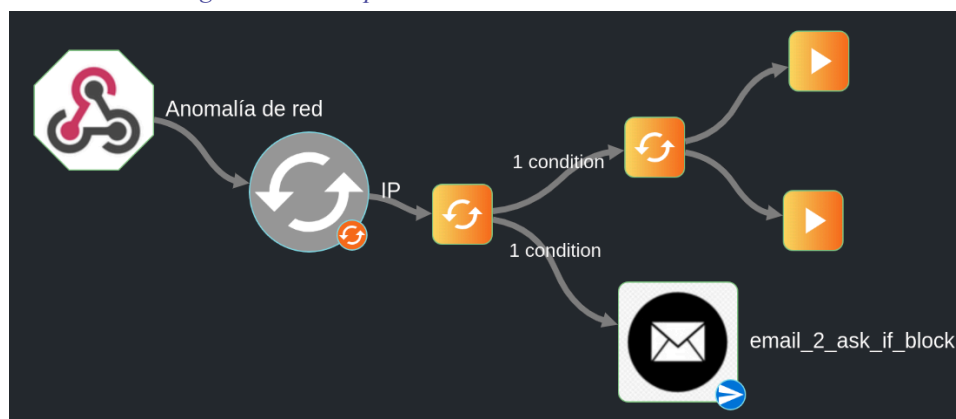 Anomalía de red
IP
1 condition
1 condition
email_2_ask_if_block